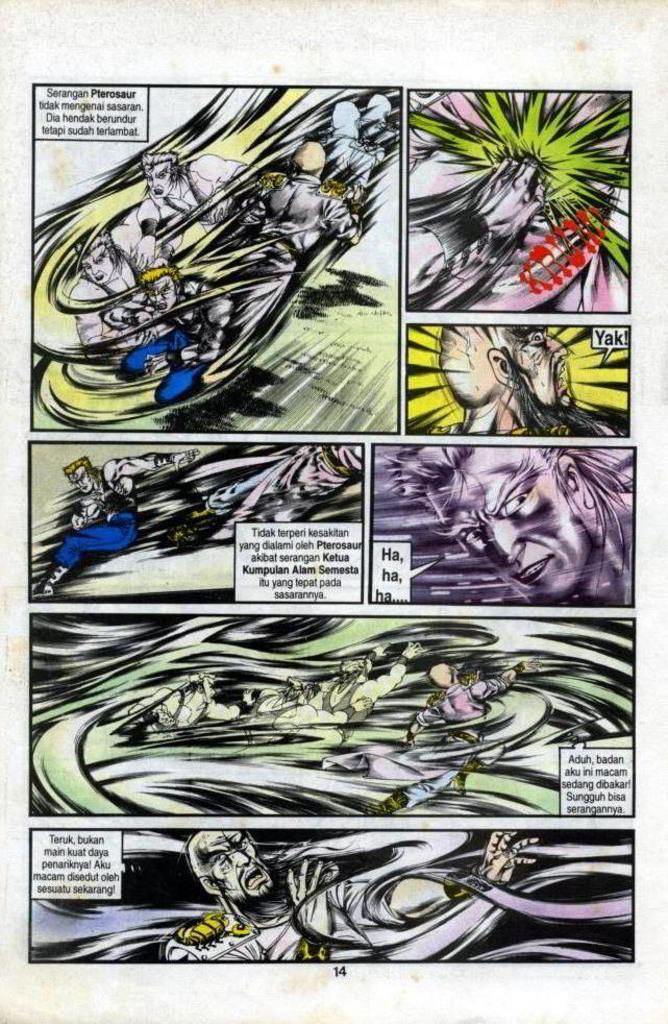 Serangan Pterosaur
tidak mengenai sasaran.
Dia hendak berundur
tetapi sudah terlambat.
Yak!
Tidak terperi kesakitan
yang dialami oleh Pterosaur
akibat serangan Ketua
Kumpulan Alam Semesta
itu yang tepat pada
sasarannya.
Ha,
ha,
ha....
Aduh, badan
aku ini macam
sedang dibakar!
Sungguh bisa
serangannya.
Teruk, bukan
main kuat daya
penariknya! Aku
macam disedut oleh
sesuatu sekarang!
14